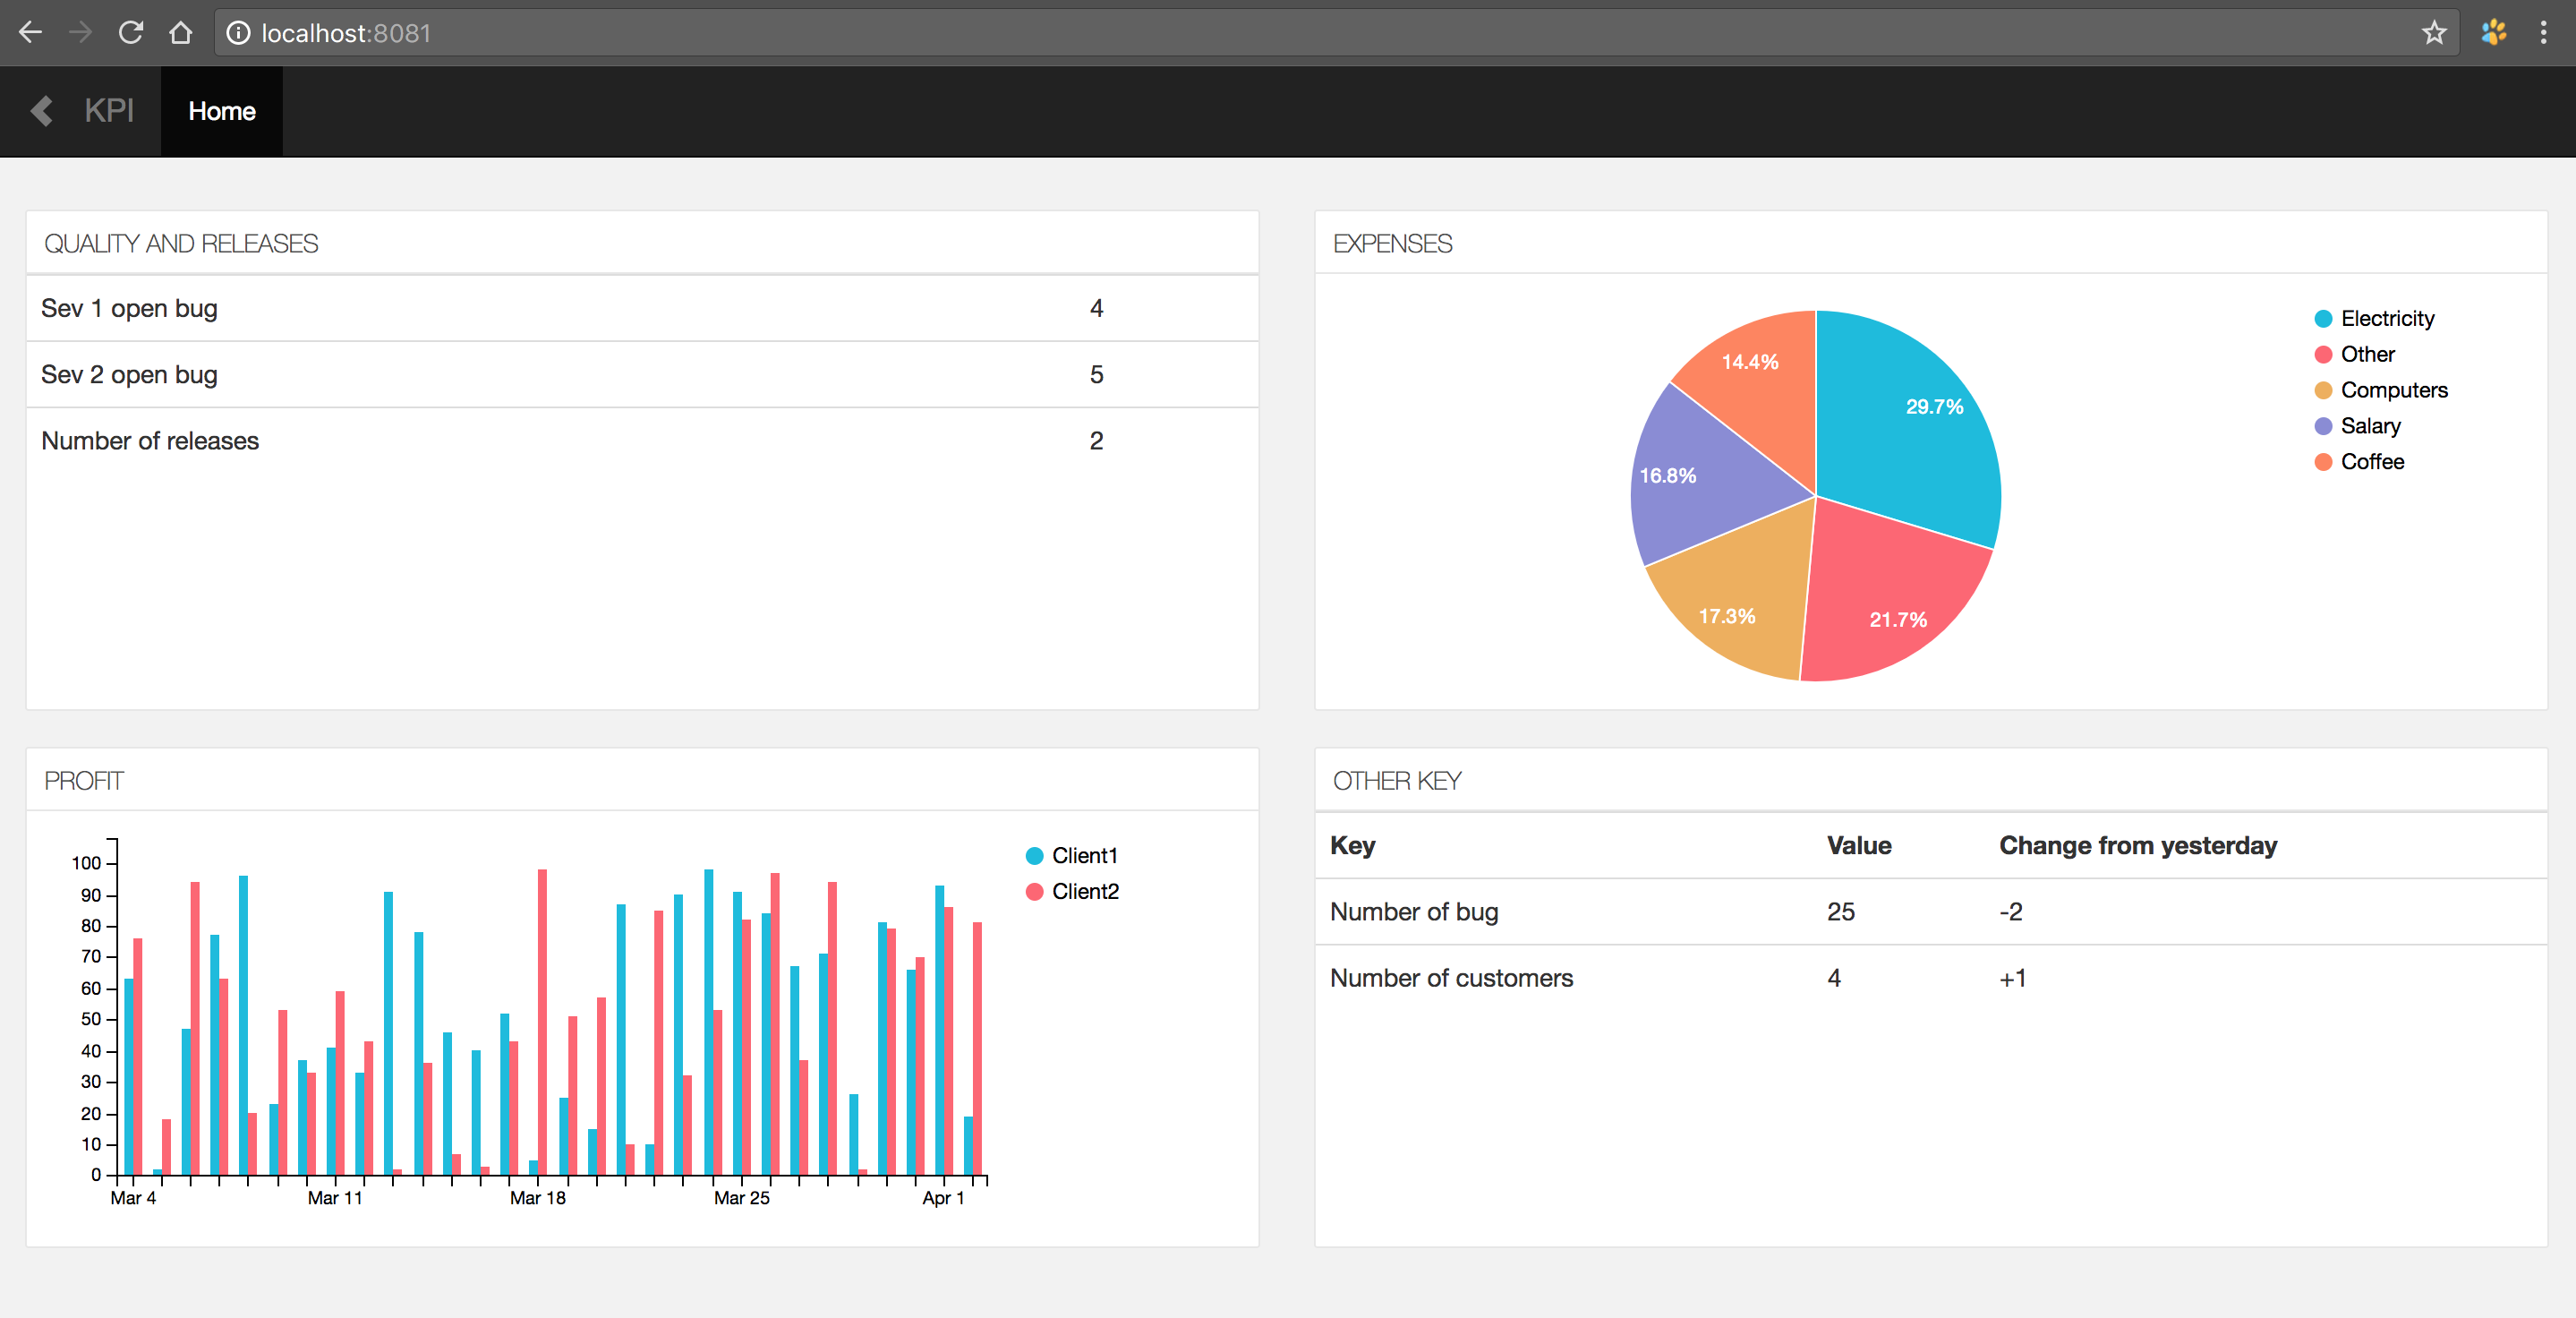 localhost:8081
KPI Home
QUALITY AND RELEASES
Sev 1 open bug 4
Sev 2 open bug 5
Number of releases 2
EXPENSES
14.4%
29.7%
16.8%
17.3%
21.7%
Electricity
Other
Computers
Salary
Coffee
PROFIT
100
90
80
70
60
50
40
30
20
10
0
Mar 4 Mar 11 Mar 18 Mar 25 Apr 1
Client1
Client2
OTHER KEY
Key Value Change from yesterday
Number of bug 25 -2
Number of customers 4 +1